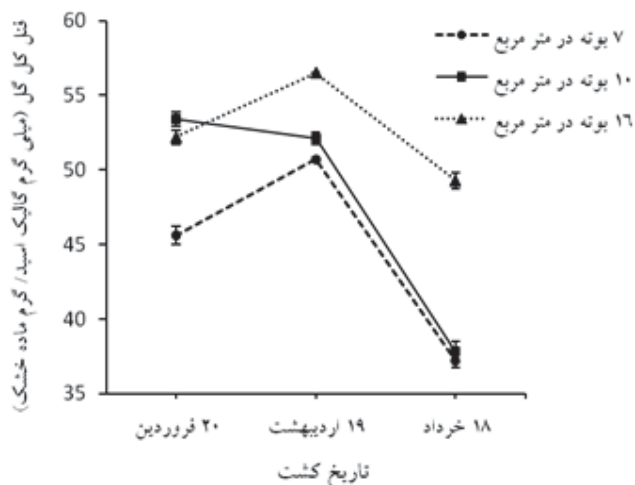 فنل کل گل (میلی گرم گالیک اسید/ گرم ماده خشک)
60
55
50
45
40
35
۷ بوته در متر مربع
۱۰ بوته در متر مربع
۱۶ بوته در متر مربع
۲۰ فروردین
۱۹ اردیبهشت
۱۸ خرداد
تاریخ کشت